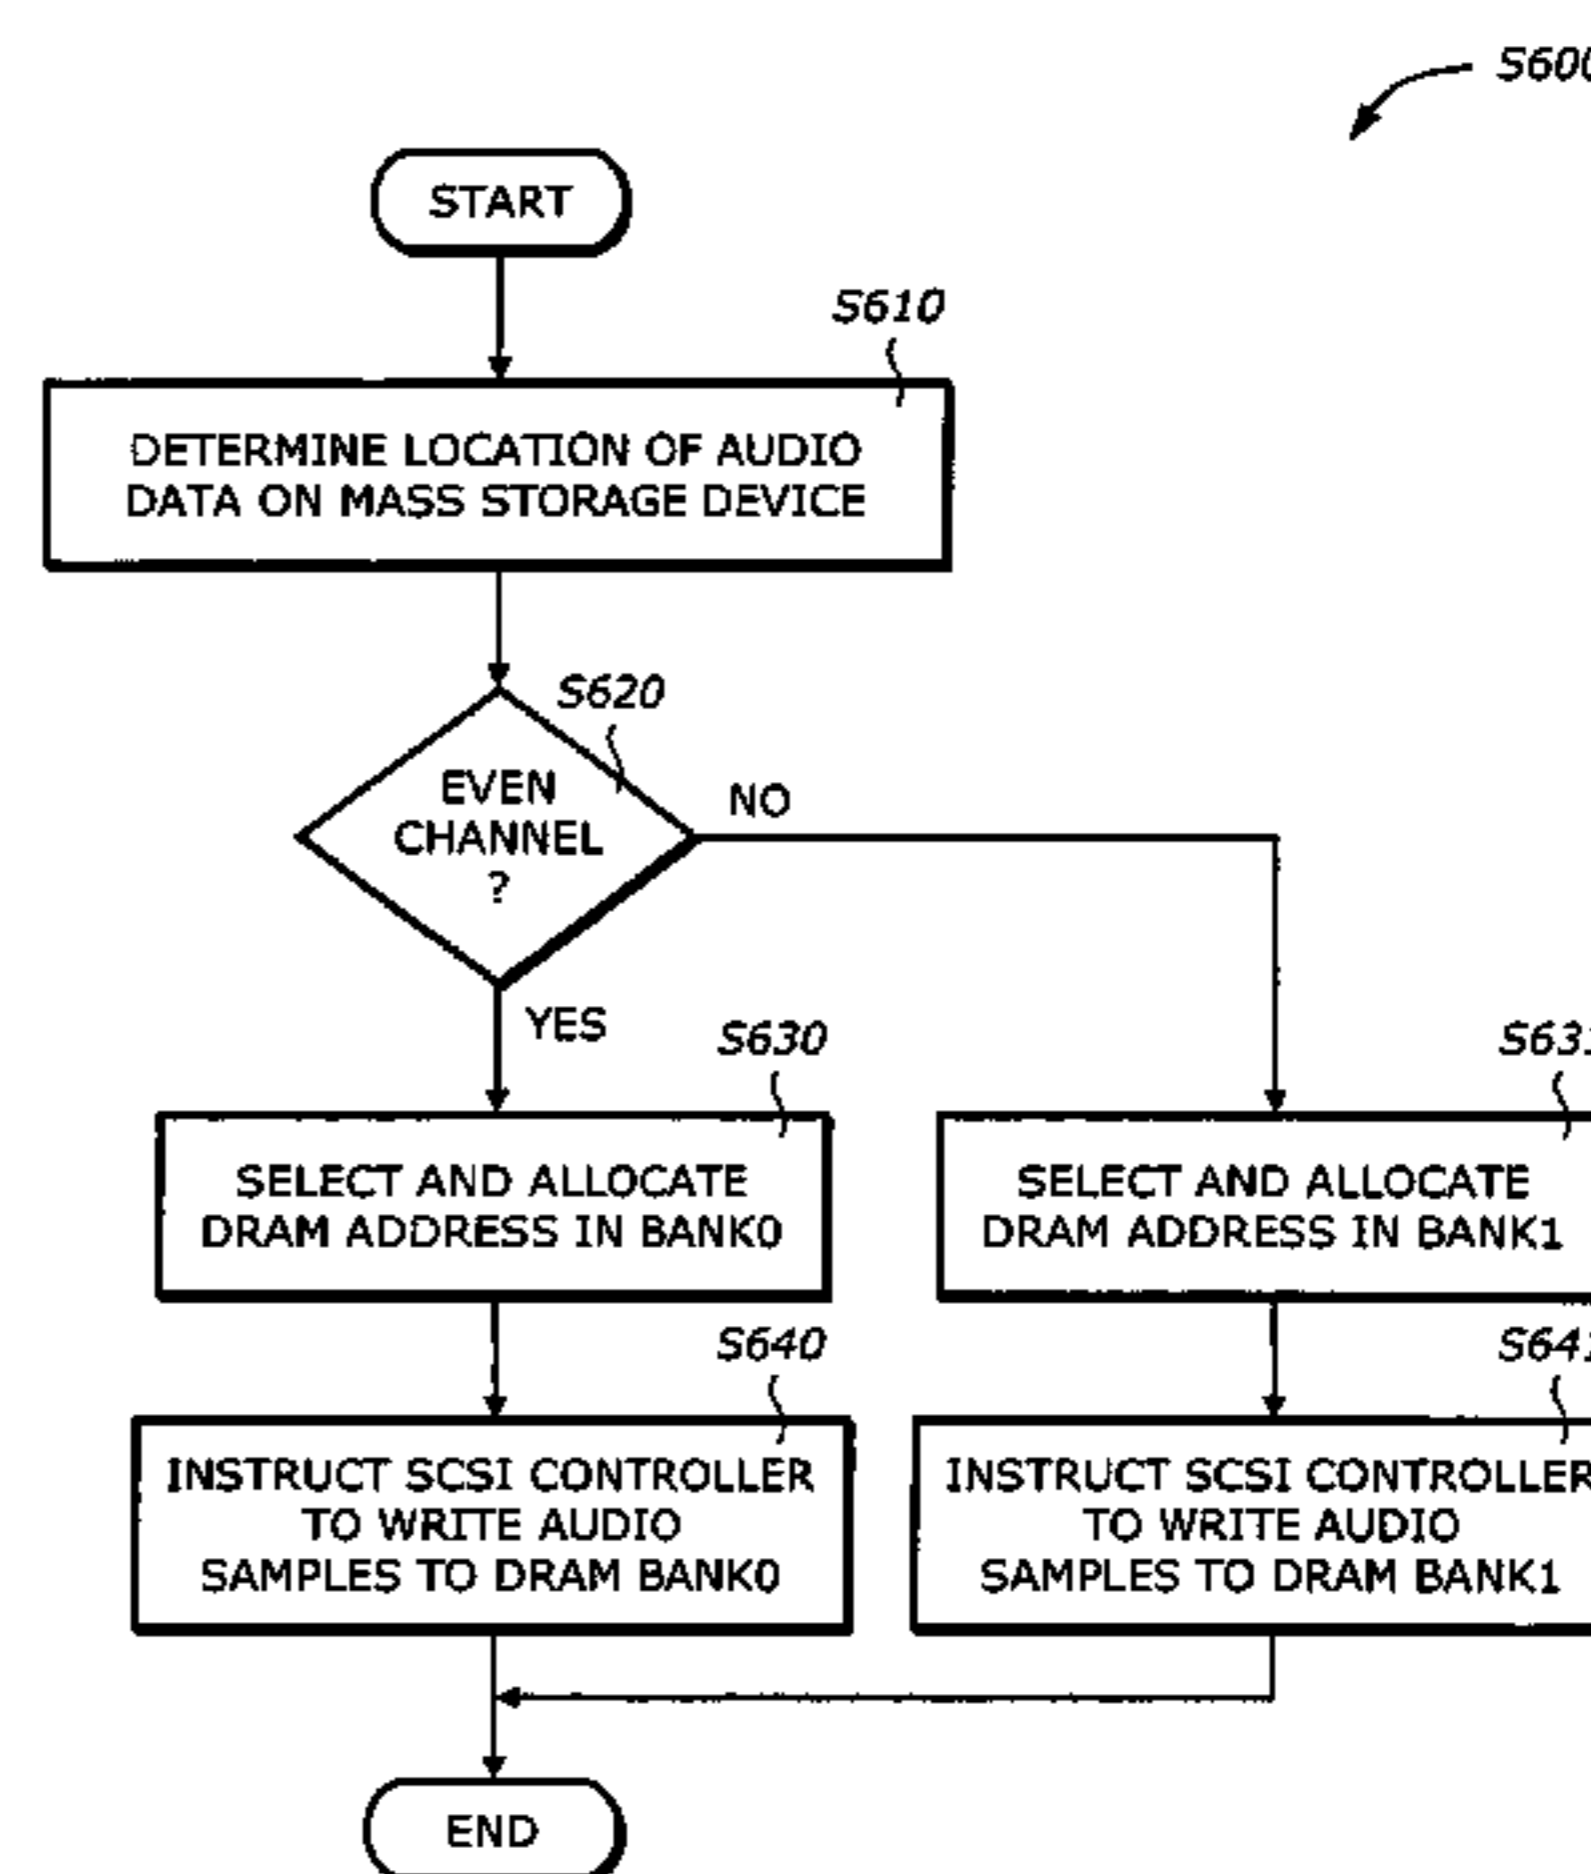 S600
START
S610
DETERMINE LOCATION OF AUDIO
DATA ON MASS STORAGE DEVICE
S620
EVEN
CHANNEL
?
NO
YES
S630
S631
SELECT AND ALLOCATE
DRAM ADDRESS IN BANK0
SELECT AND ALLOCATE
DRAM ADDRESS IN BANK1
S640
S641
INSTRUCT SCSI CONTROLLER
TO WRITE AUDIO
SAMPLES TO DRAM BANK0
INSTRUCT SCSI CONTROLLER
TO WRITE AUDIO
SAMPLES TO DRAM BANK1
END